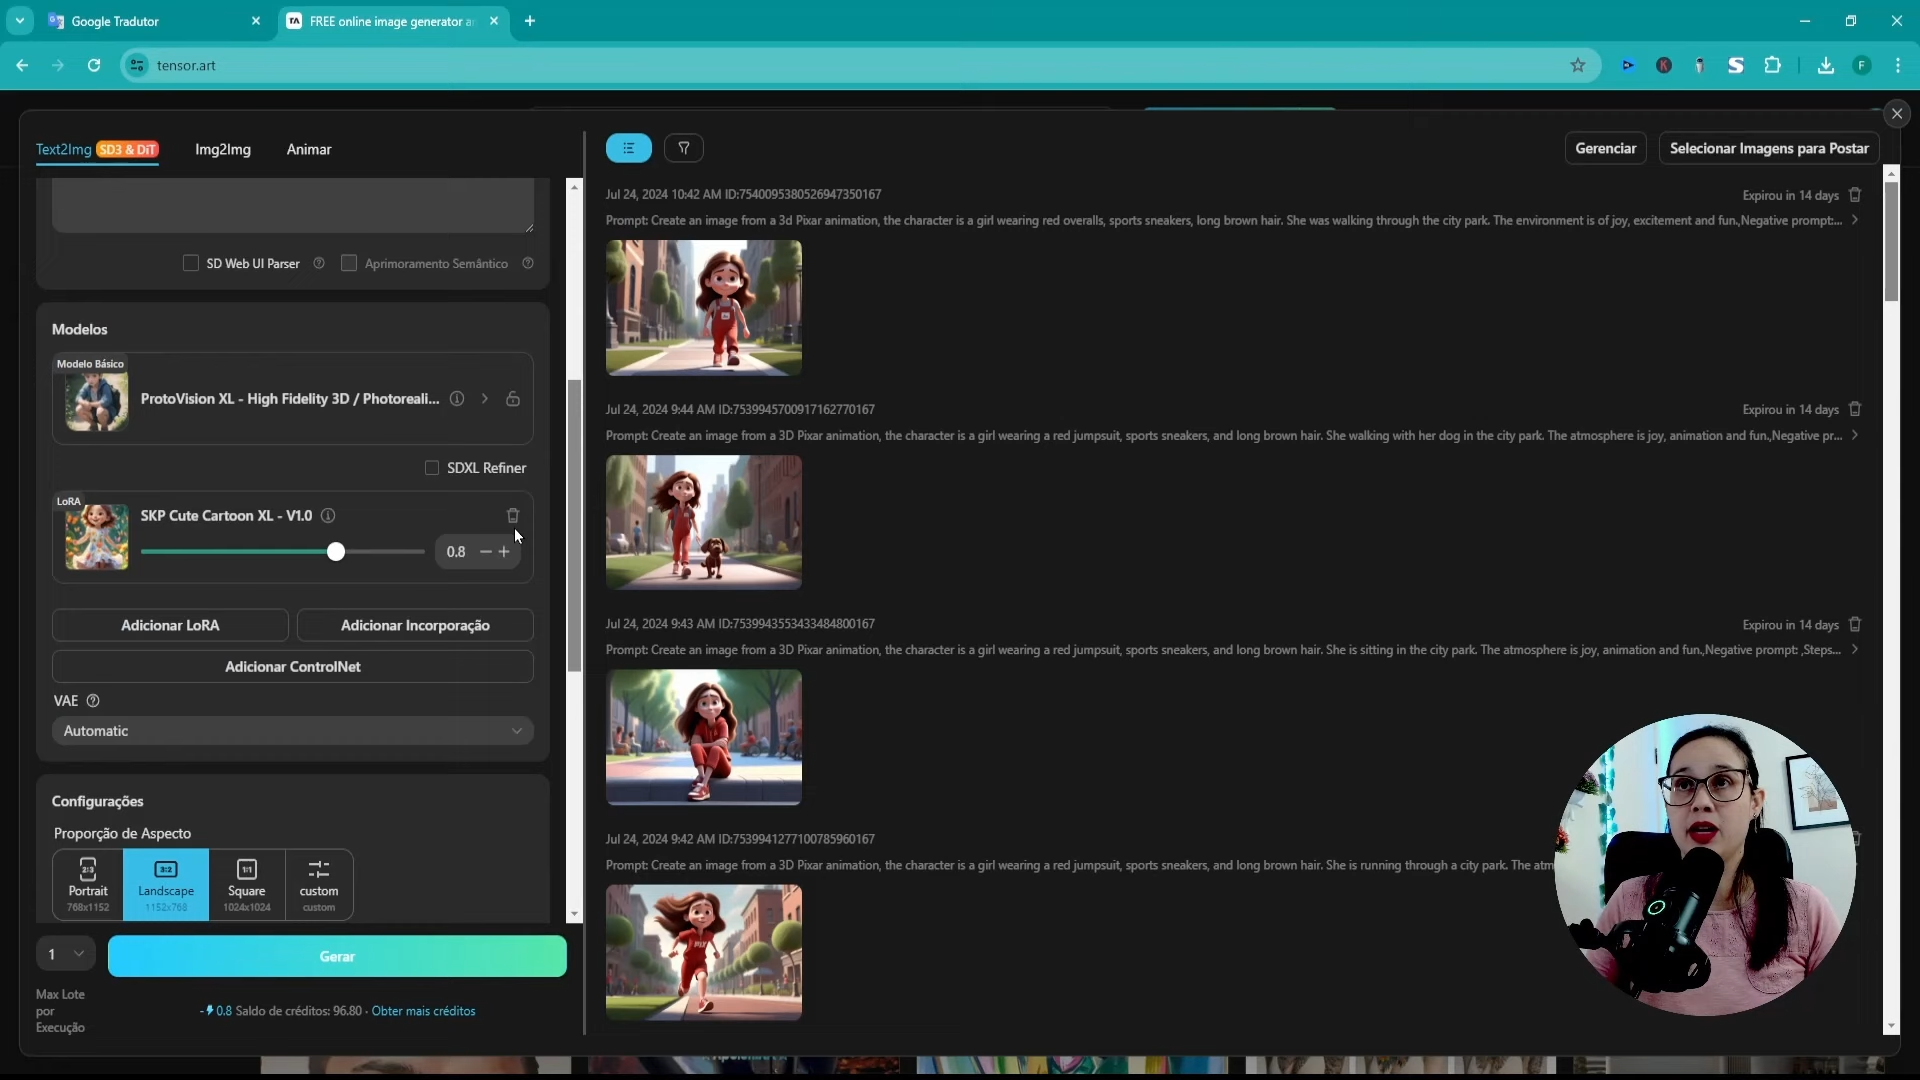 Google Tradutor
TA FREE online image generator a
tensor.art
F
Text2Img SD3 & DiT Img2Img Animar
SD Web UI Parser Aprimoramento Semântico
Modelos
Modelo Básico
ProtoVision XL - High Fidelity 3D / Photoreali...
SDXL Refiner
LoRA
SKP Cute Cartoon XL - V1.0
0.8
Adicionar LoRA Adicionar Incorporação
Adicionar ControlNet
VAE
Automatic
Configurações
Proporção de Aspecto
2:3 3:2 1:1
Portrait Landscape Square custom
768x1152 1152x768 1024x1024 custom
1 Gerar
Max Lote
por
Execução
-0.8 Saldo de créditos: 96.80 · Obter mais créditos
Gerenciar Selecionar Imagens para Postar
Jul 24, 2024 10:42 AM ID:7540095380526947350167 Expirou in 14 days
Prompt: Create an image from a 3d Pixar animation, the character is a girl wearing red overalls, sports sneakers, long brown hair. She was walking through the city park. The environment is of joy, excitement and fun.,Negative prompt:...
Jul 24, 2024 9:44 AM ID:7539945700917162770167 Expirou in 14 days
Prompt: Create an image from a 3D Pixar animation, the character is a girl wearing a red jumpsuit, sports sneakers, and long brown hair. She walking with her dog in the city park. The atmosphere is joy, animation and fun.,Negative pr...
Jul 24, 2024 9:43 AM ID:7539943553433484800167 Expirou in 14 days
Prompt: Create an image from a 3D Pixar animation, the character is a girl wearing a red jumpsuit, sports sneakers, and long brown hair. She is sitting in the city park. The atmosphere is joy, animation and fun.,Negative prompt: ,Steps...
Jul 24, 2024 9:42 AM ID:7539941277100785960167
Prompt: Create an image from a 3D Pixar animation, the character is a girl wearing a red jumpsuit, sports sneakers, and long brown hair. She is running through a city park. The atm